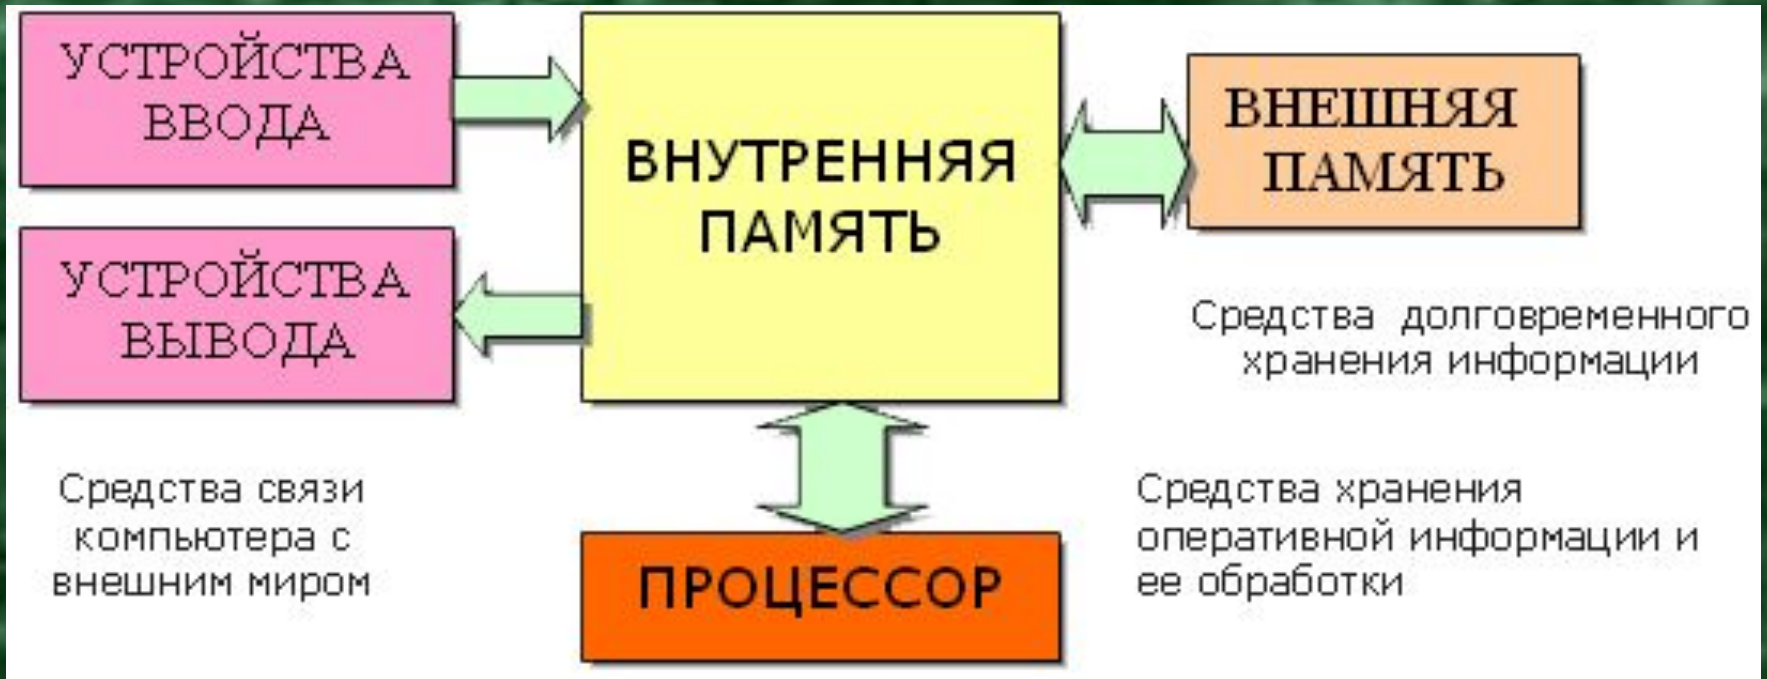 УСТРОЙСТВА
ВВОДА
ВНУТРЕННЯЯ
ПАМЯТЬ
ВНЕШНЯЯ
ПАМЯТЬ
УСТРОЙСТВА
ВЫВОДА
Средства долговременного
хранения информации
Средства связи
компьютера с
внешним миром
ПРОЦЕССОР
Средства хранения
оперативной информации и
ее обработки